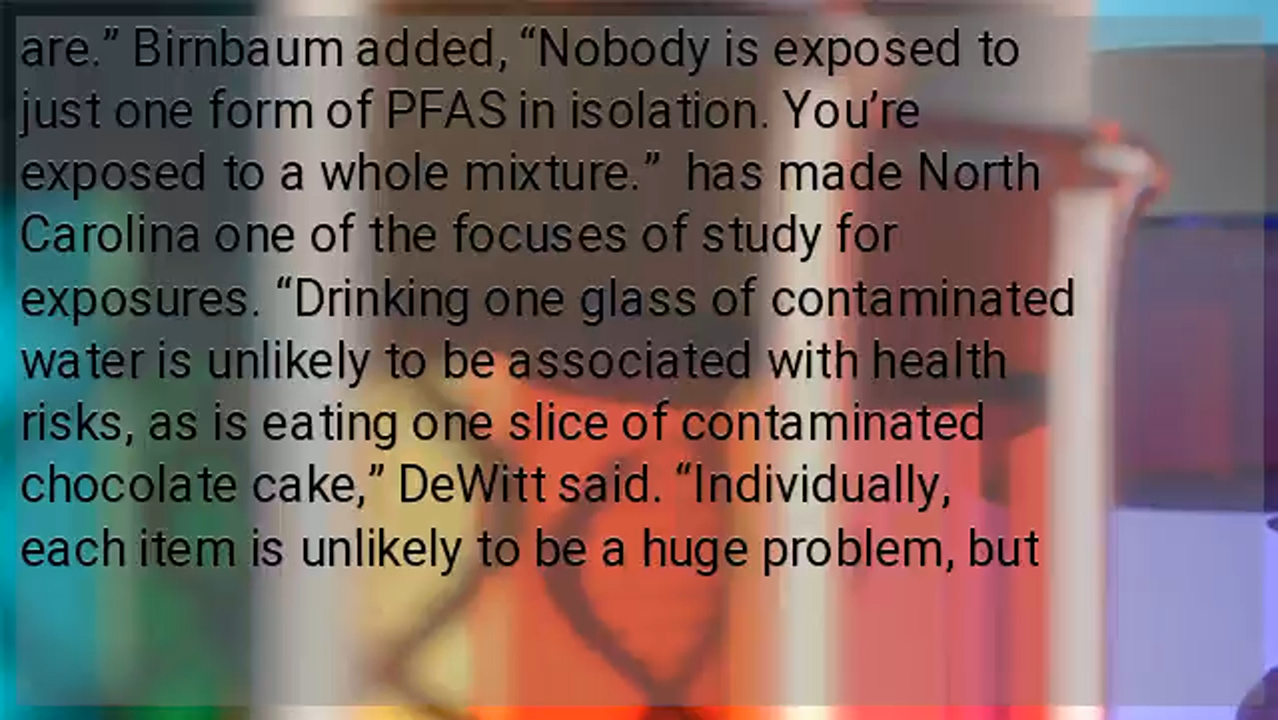 are.” Birnbaum added, “Nobody is exposed to
just one form of PFAS in isolation. You’re
exposed to a whole mixture.”  has made North
Carolina one of the focuses of study for
exposures. “Drinking one glass of contaminated
water is unlikely to be associated with health
risks, as is eating one slice of contaminated
chocolate cake,” DeWitt said. “Individually,
each item is unlikely to be a huge problem, but